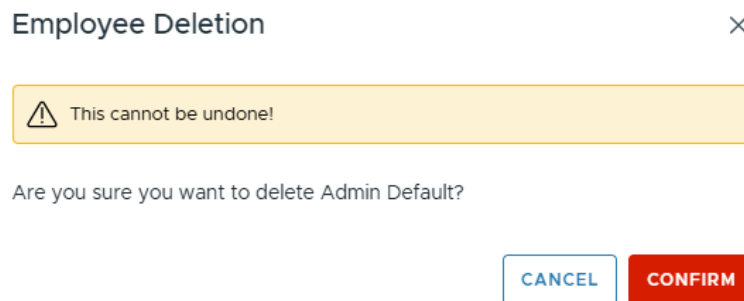 Employee Deletion
This cannot be undone!
Are you sure you want to delete Admin Default?
CANCEL CONFIRM